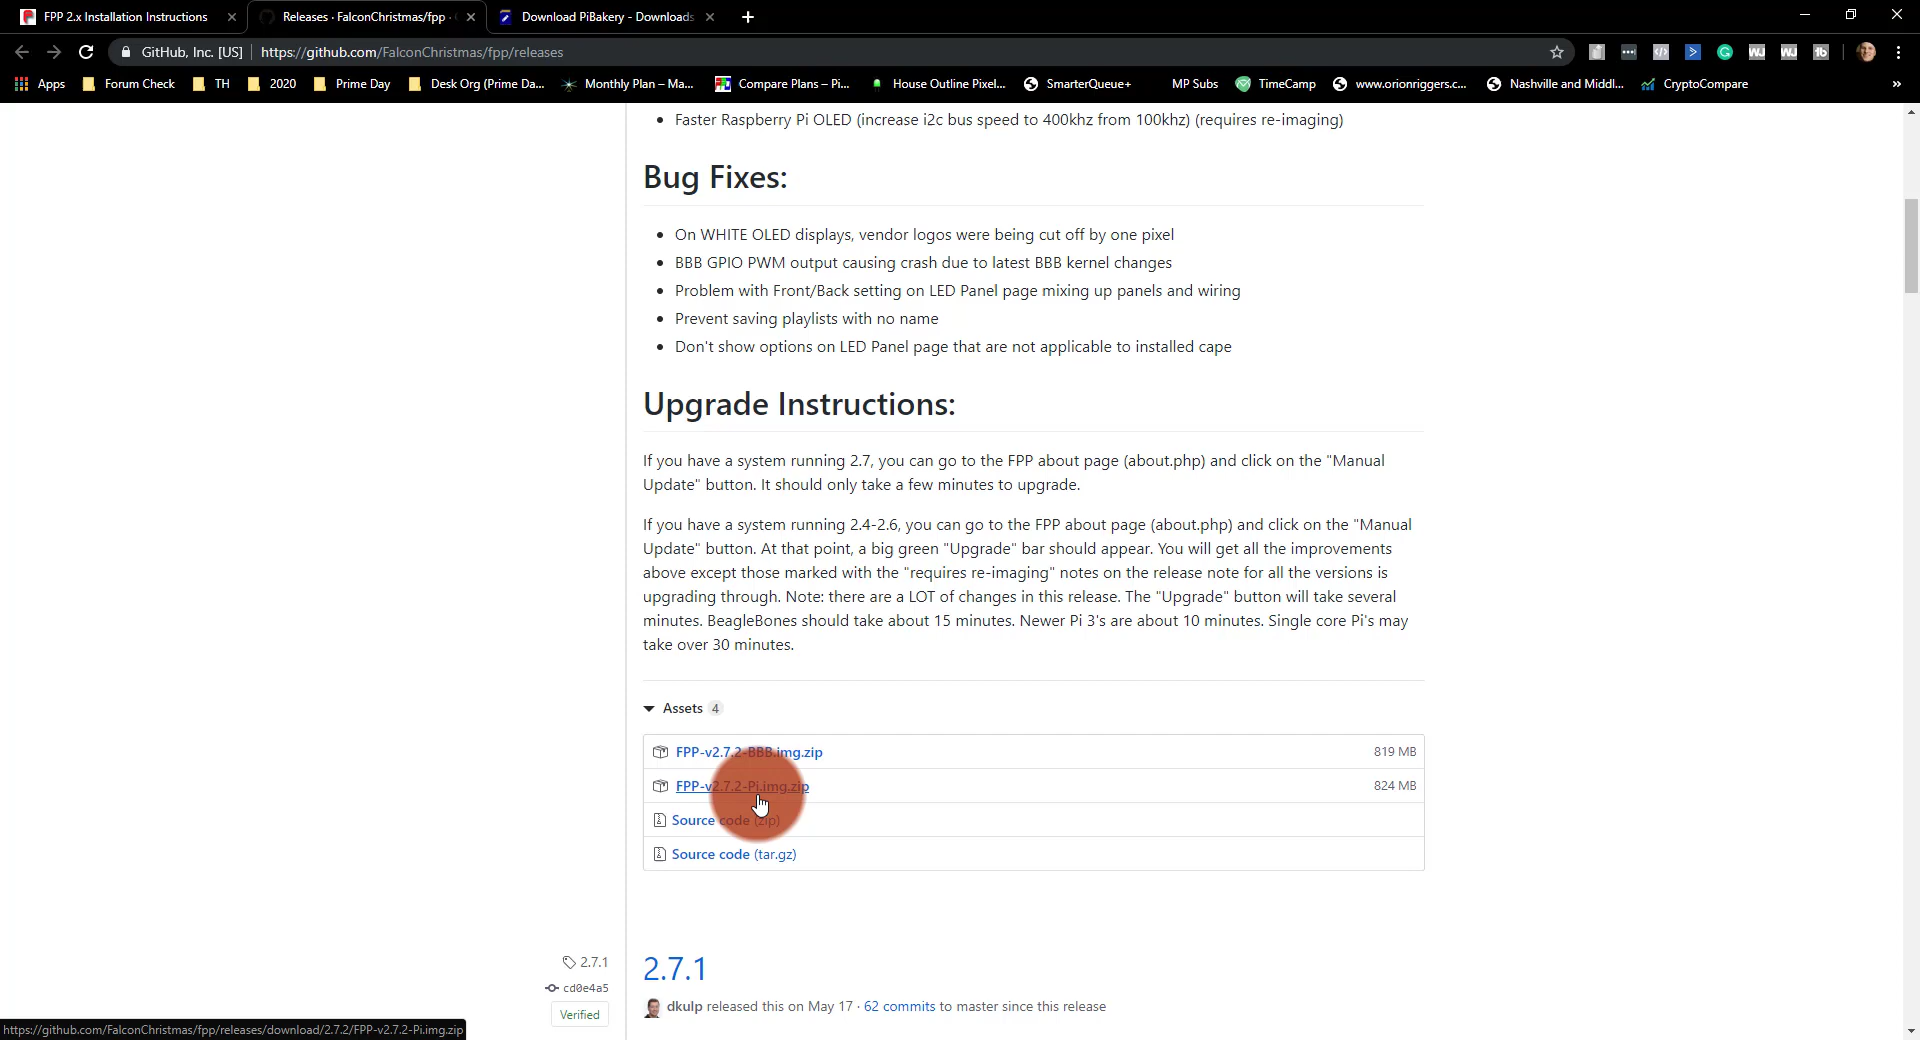 FPP 2.x Installation Instructions
Releases · FalconChristmas/fpp ·
Download PiBakery - Downloads
GitHub, Inc. [US] | https://github.com/FalconChristmas/fpp/releases
Apps Forum Check TH 2020 Prime Day Desk Org (Prime Da... Monthly Plan – Ma... Compare Plans – Pi... House Outline Pixel... SmarterQueue+ MP Subs TimeCamp www.orionriggers.c... Nashville and Middl... CryptoCompare »
• Faster Raspberry Pi OLED (increase i2c bus speed to 400khz from 100khz) (requires re-imaging)
Bug Fixes:
• On WHITE OLED displays, vendor logos were being cut off by one pixel
• BBB GPIO PWM output causing crash due to latest BBB kernel changes
• Problem with Front/Back setting on LED Panel page mixing up panels and wiring
• Prevent saving playlists with no name
• Don't show options on LED Panel page that are not applicable to installed cape
Upgrade Instructions:
If you have a system running 2.7, you can go to the FPP about page (about.php) and click on the "Manual
Update" button. It should only take a few minutes to upgrade.
If you have a system running 2.4-2.6, you can go to the FPP about page (about.php) and click on the "Manual
Update" button. At that point, a big green "Upgrade" bar should appear. You will get all the improvements
above except those marked with the "requires re-imaging" notes on the release note for all the versions is
upgrading through. Note: there are a LOT of changes in this release. The "Upgrade" button will take several
minutes. BeagleBones should take about 15 minutes. Newer Pi 3's are about 10 minutes. Single core Pi's may
take over 30 minutes.
Assets 4
FPP-v2.7.2-BBB.img.zip 819 MB
FPP-v2.7.2-Pi.img.zip 824 MB
Source code (zip)
Source code (tar.gz)
2.7.1
cd0e4a5
Verified
2.7.1
dkulp released this on May 17 · 62 commits to master since this release
https://github.com/FalconChristmas/fpp/releases/download/2.7.2/FPP-v2.7.2-Pi.img.zip